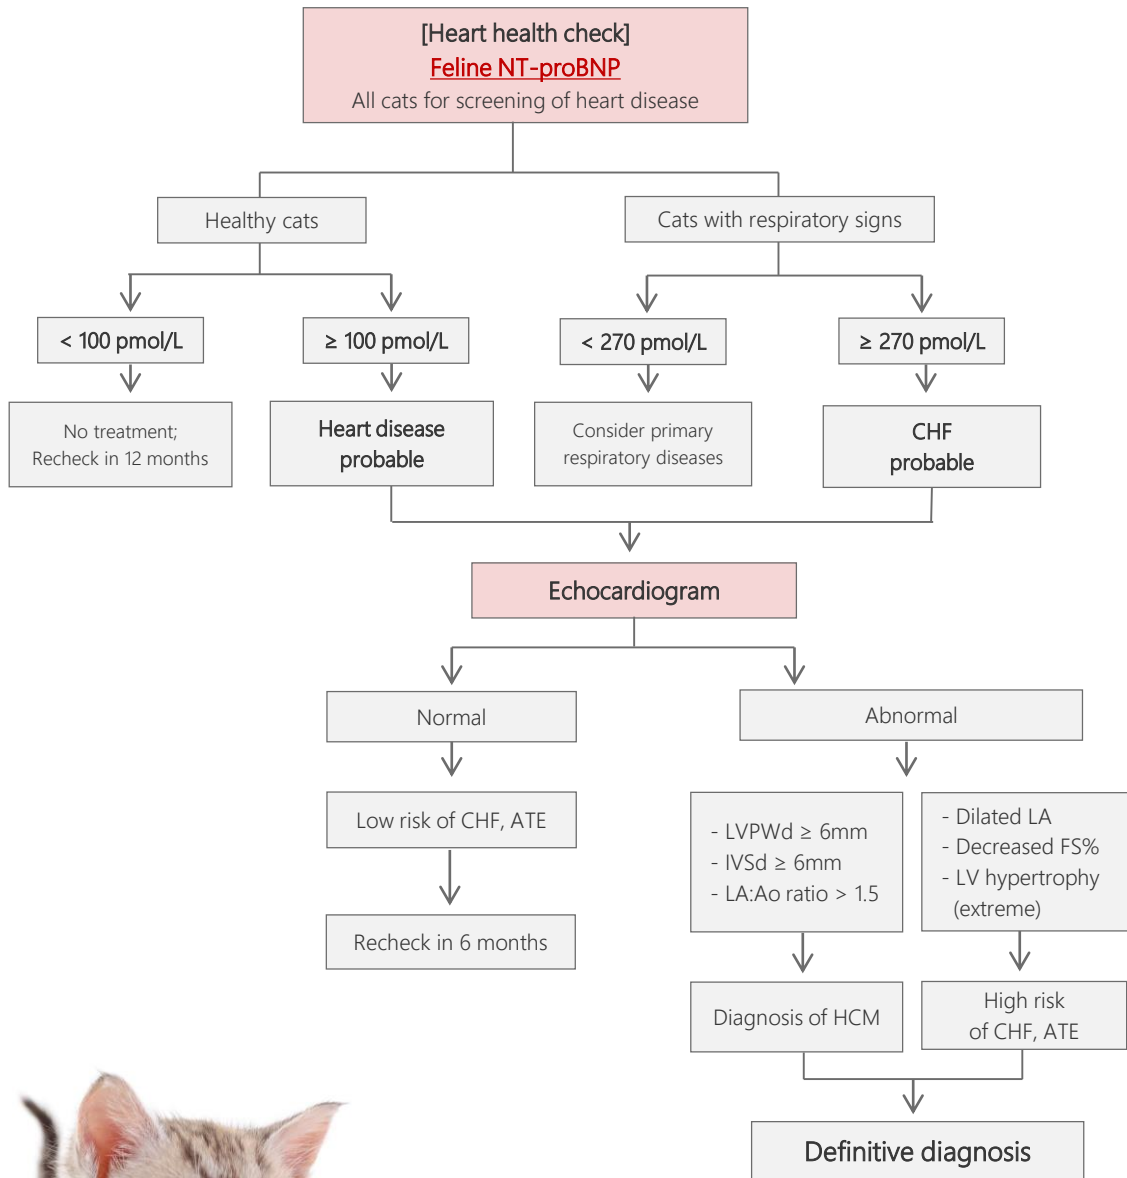 [Heart health check]
Feline NT-proBNP
All cats for screening of heart disease
Healthy cats
Cats with respiratory signs
< 100 pmol/L
≥ 100 pmol/L
< 270 pmol/L
≥ 270 pmol/L
No treatment;
Recheck in 12 months
Heart disease
probable
Consider primary
respiratory diseases
CHF
probable
Echocardiogram
Normal
Abnormal
Low risk of CHF, ATE
Recheck in 6 months
- LVPWd ≥ 6mm
- IVSd ≥ 6mm
- LA:Ao ratio > 1.5
- Dilated LA
- Decreased FS%
- LV hypertrophy
(extreme)
Diagnosis of HCM
High risk
of CHF, ATE
Definitive diagnosis